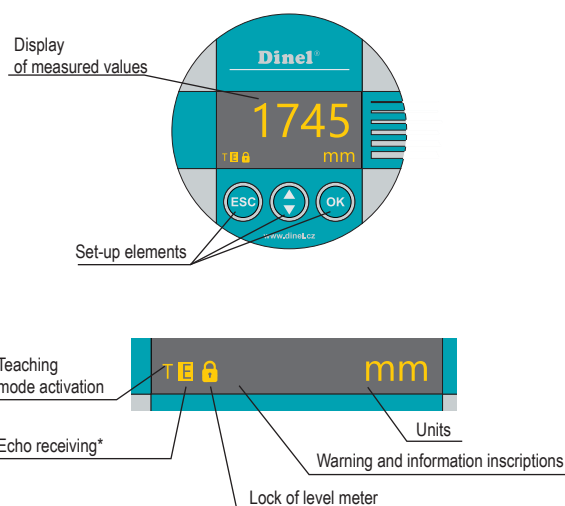 Display
of measured values
Dinel®
1745
T E mm
ESC OK
www.dinel.cz
Set-up elements
Teaching
mode activation
T E mm
Echo receiving*
Units
Warning and information inscriptions
Lock of level meter